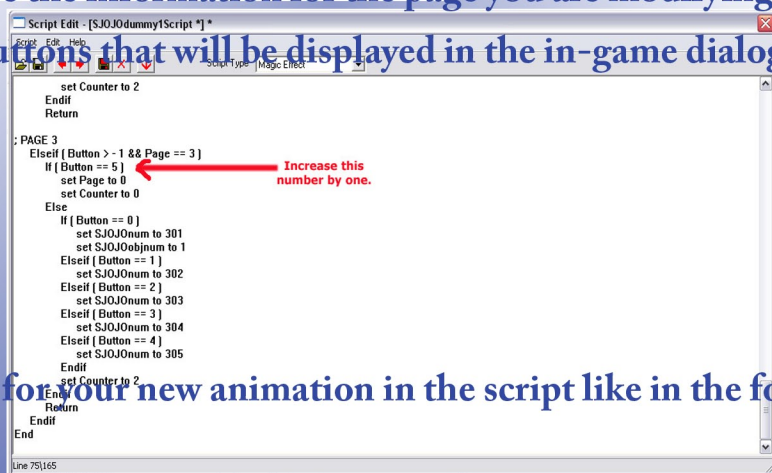 e the information for the page you are modifying
Script Edit - [SJOJOdummy1Script *] *
Script Edit Help
uttons that will be displayed in the in-game dialog
Script Type Magic Effect
set Counter to 2
Endif
Return
; PAGE 3
Elseif ( Button > - 1 && Page == 3 )
If ( Button == 5 )
Increase this
number by one.
set Page to 0
set Counter to 0
Else
If ( Button == 0 )
set SJOJOnum to 301
set SJOJOobjnum to 1
Elseif ( Button == 1 )
set SJOJOnum to 302
Elseif ( Button == 2 )
set SJOJOnum to 303
Elseif ( Button == 3 )
set SJOJOnum to 304
Elseif ( Button == 4 )
set SJOJOnum to 305
Endif
set Counter to 2
for your new animation in the script like in the fo
Endif
Return
Endif
End
Line 75\165